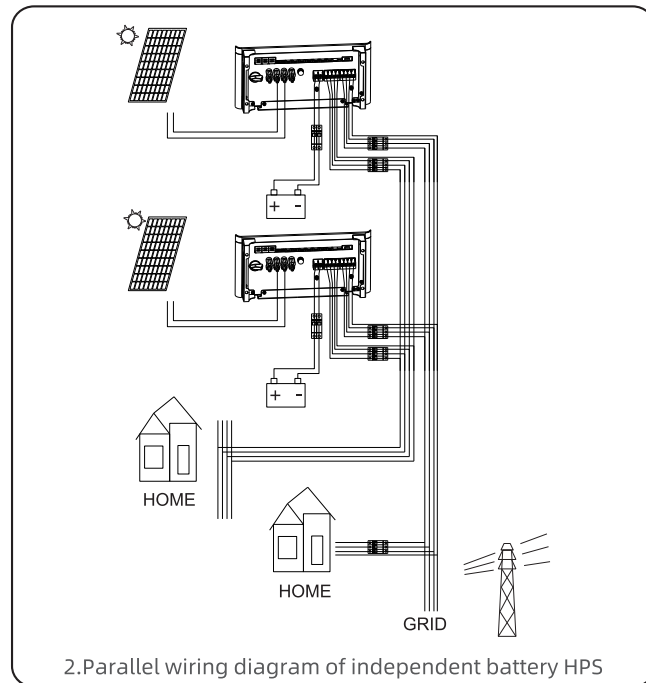 + -
+ -
HOME
HOME
GRID
2.Parallel wiring diagram of independent battery HPS